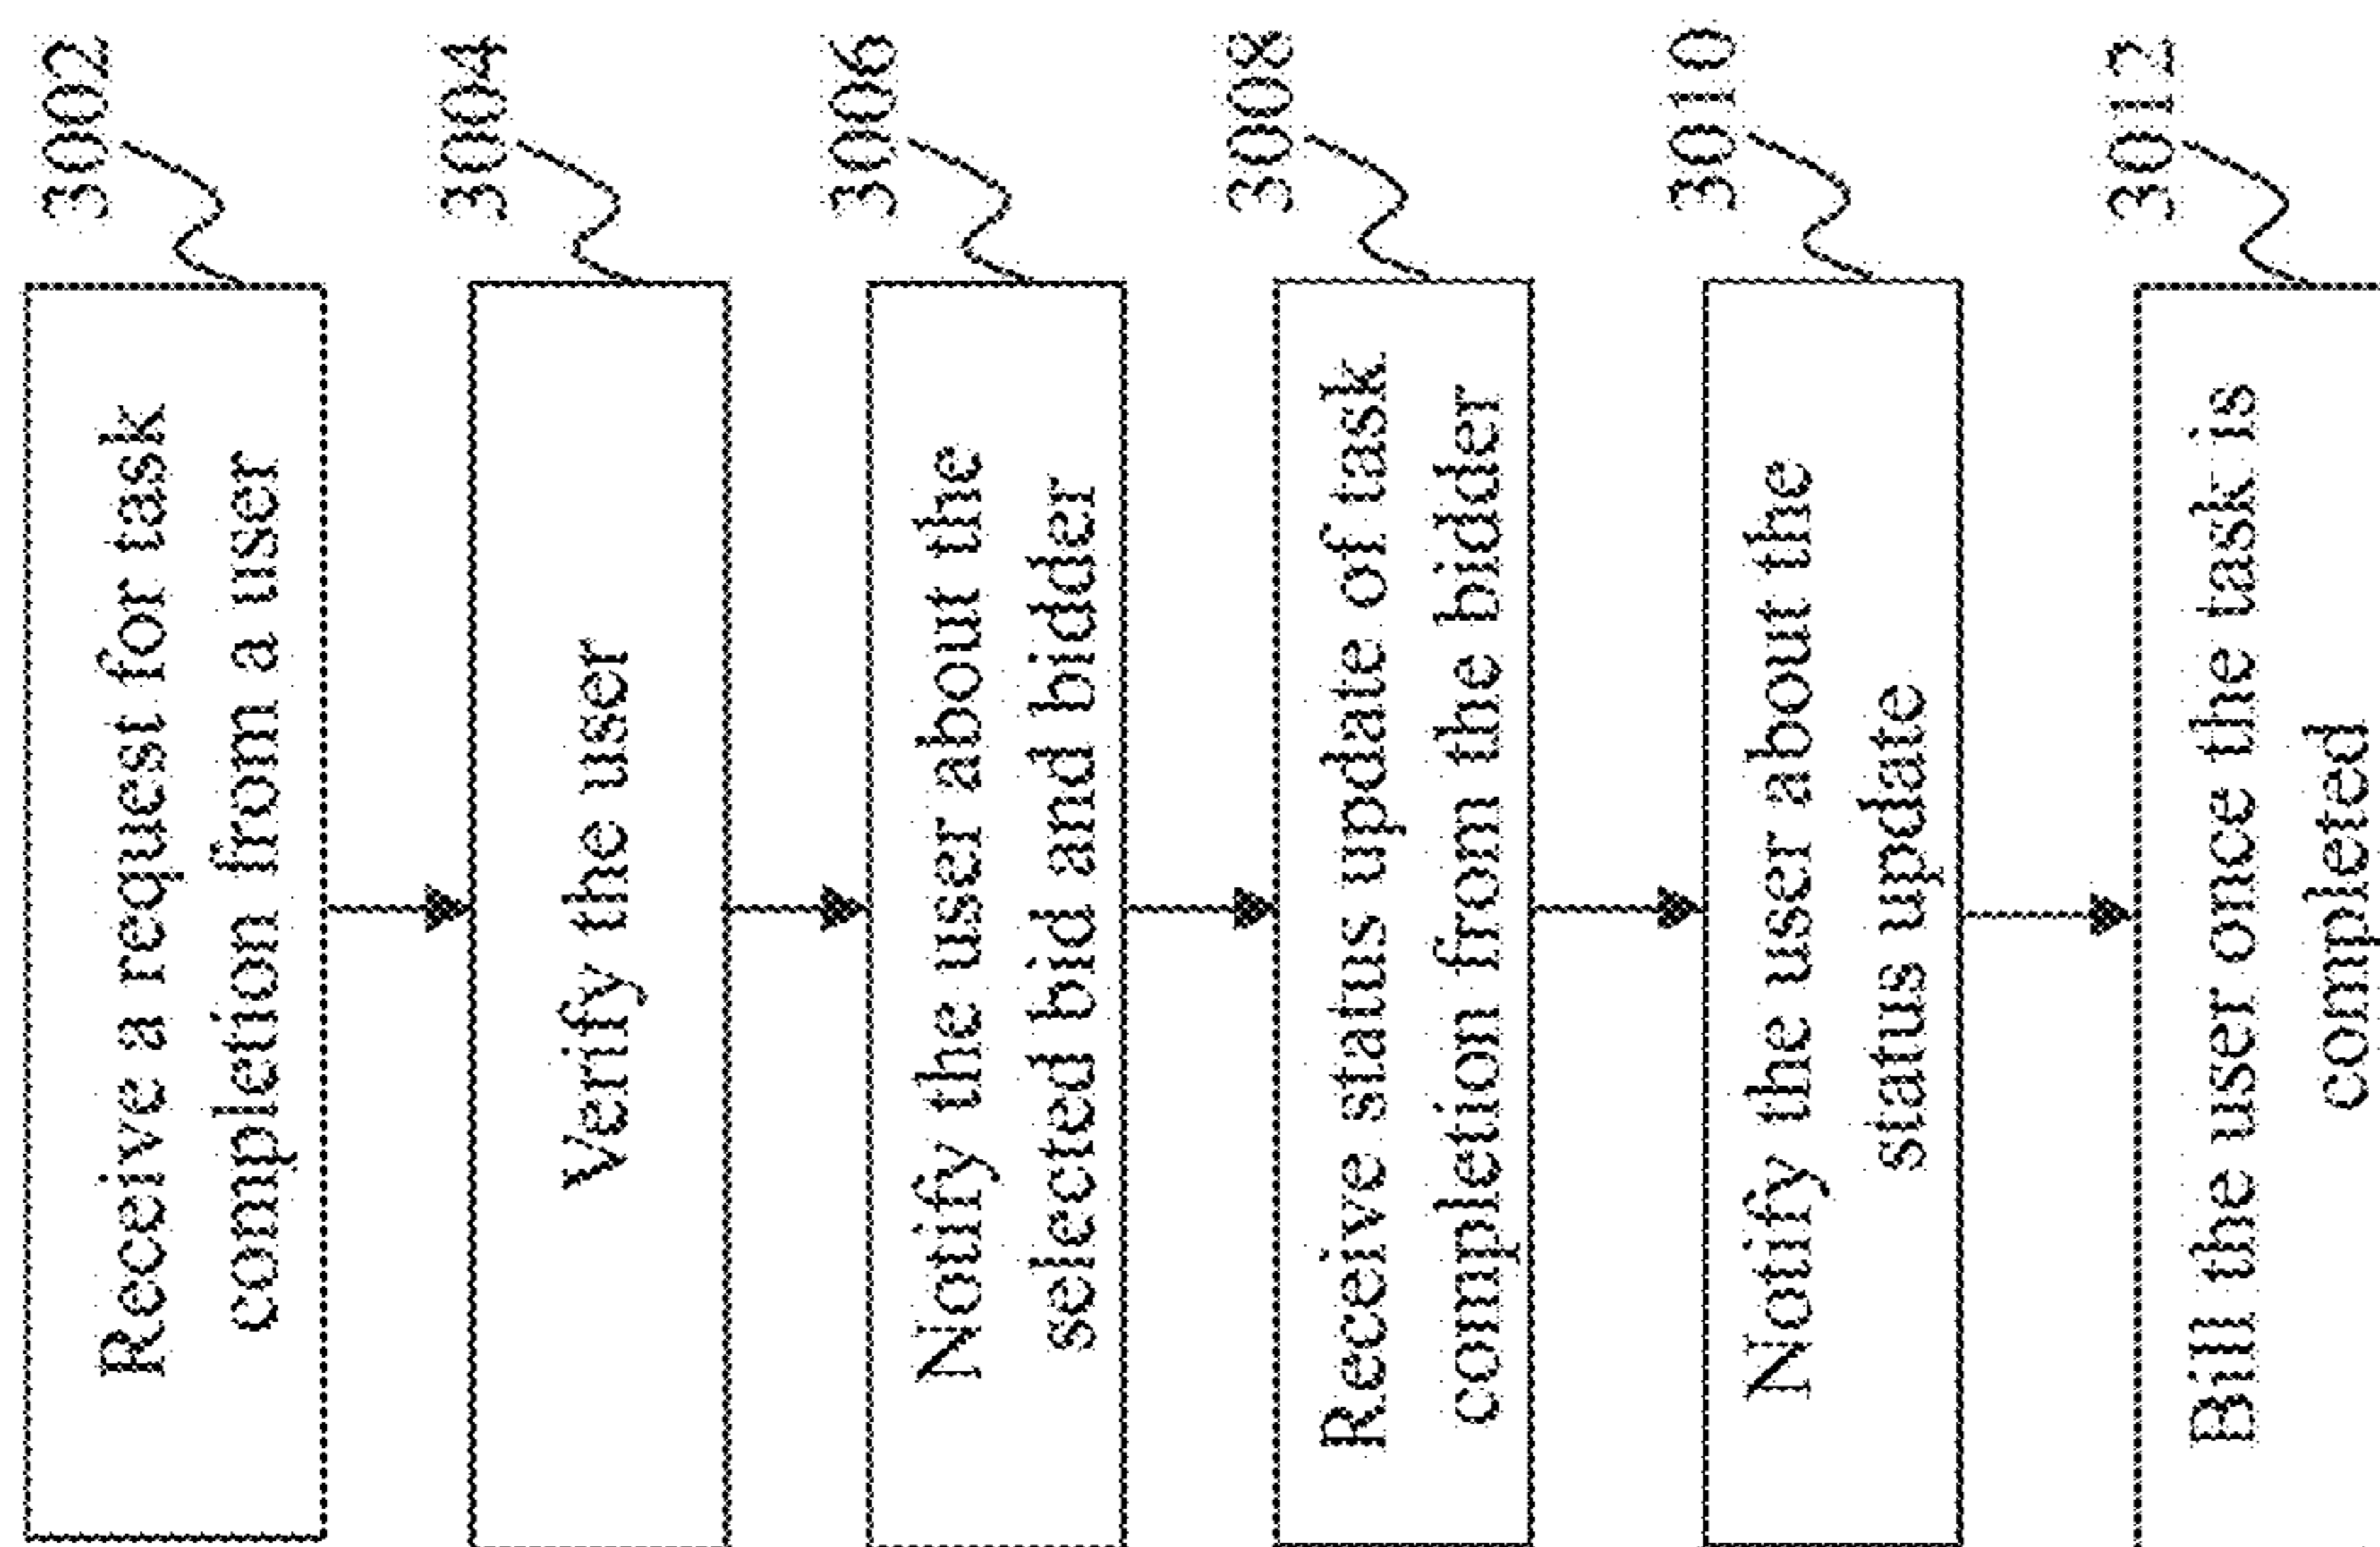 3002
Receive a request for task
completion from a user
3004
Verify the user
3006
Notify the user about the
selected bid and bidder
3008
Receive status update of task
completion from the bidder
3010
Notify the user about the
status update
3012
Bill the user once the task is
completed